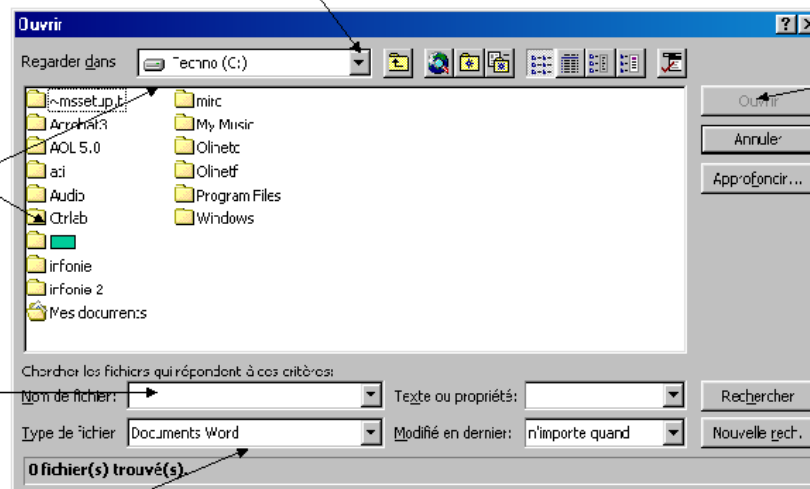 Ouvrir
Regarder dans Techno (C:)
~mssetup.t mirc Ouvrir
Acrobat3 My Music Annuler
AOL 5.0 Olinetc
ati Olinetf Approfoncir...
Audio Program Files
Ctrlab Windows
irfonie
irfonie 2
Mes documents
Chercher les fichiers qui répondent à ces critères:
Nom de fichier: Texte ou propriété: Rechercher
Type de fichier Documents Word Modifié en dernier: n'importe quand Nouvelle rech.
0 fichier(s) trouvé(s).